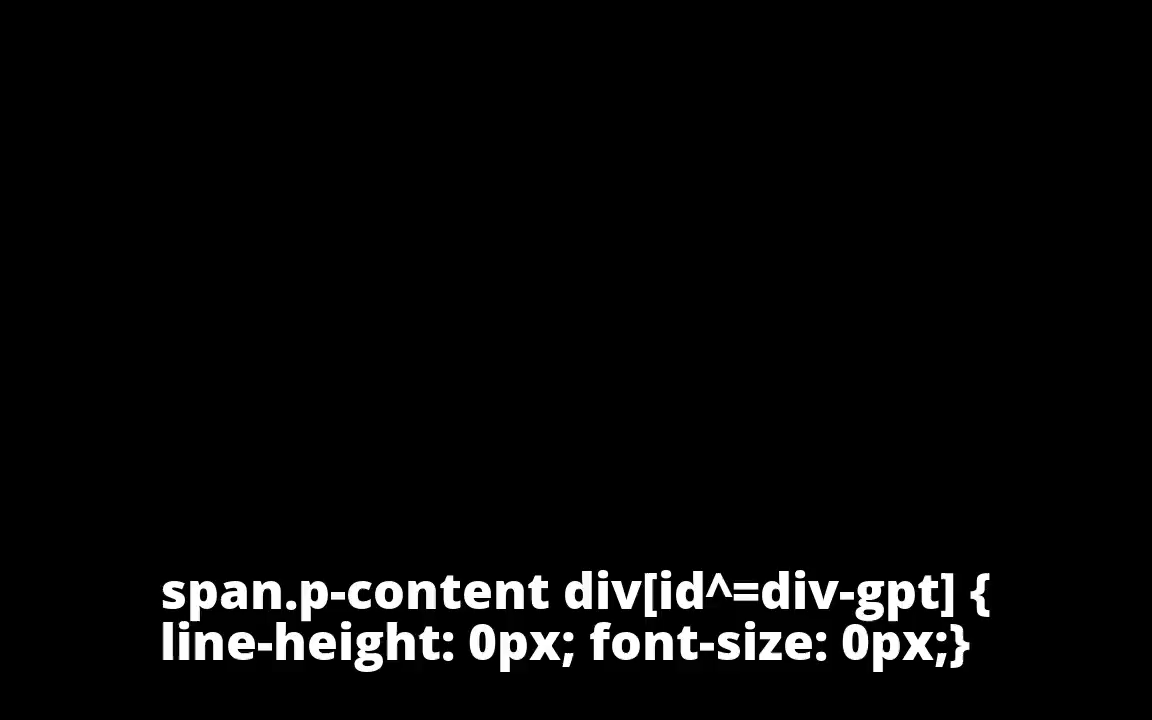 span.p-content div[id^=div-gpt] {
line-height: 0px; font-size: 0px;}